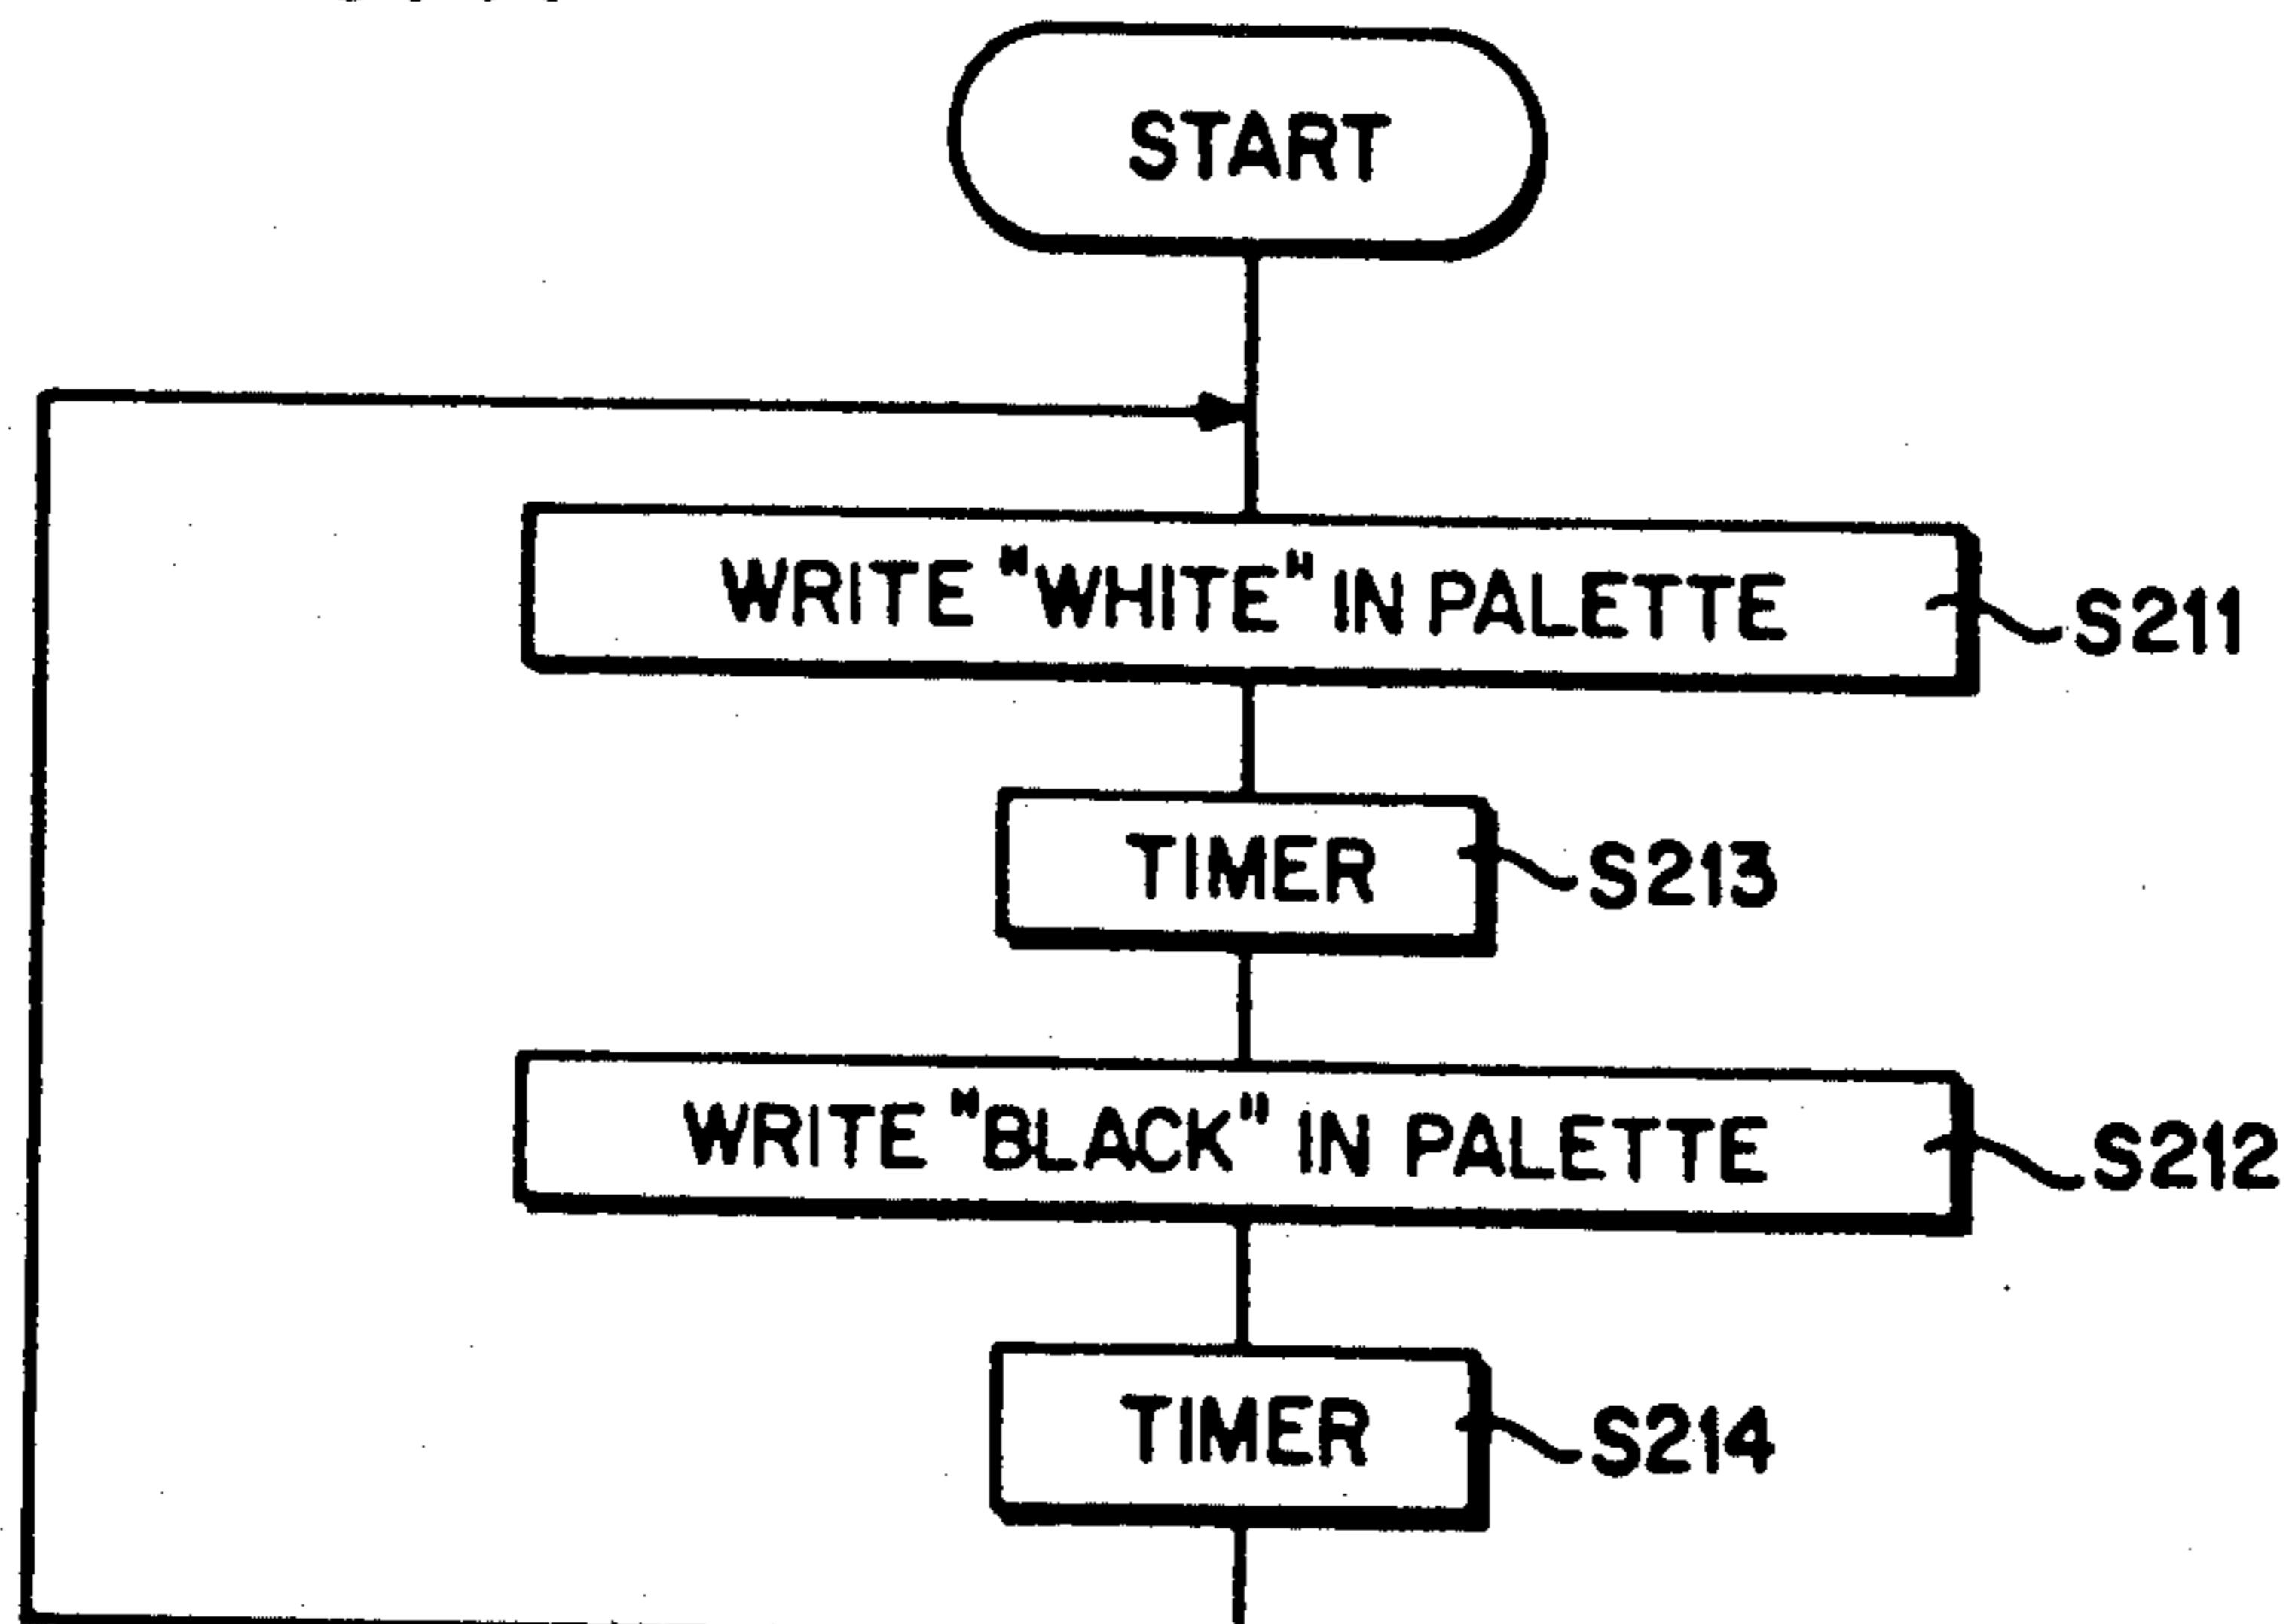 START
WRITE "WHITE" IN PALETTE
S211
TIMER
S213
WRITE "BLACK" IN PALETTE
S212
TIMER
S214